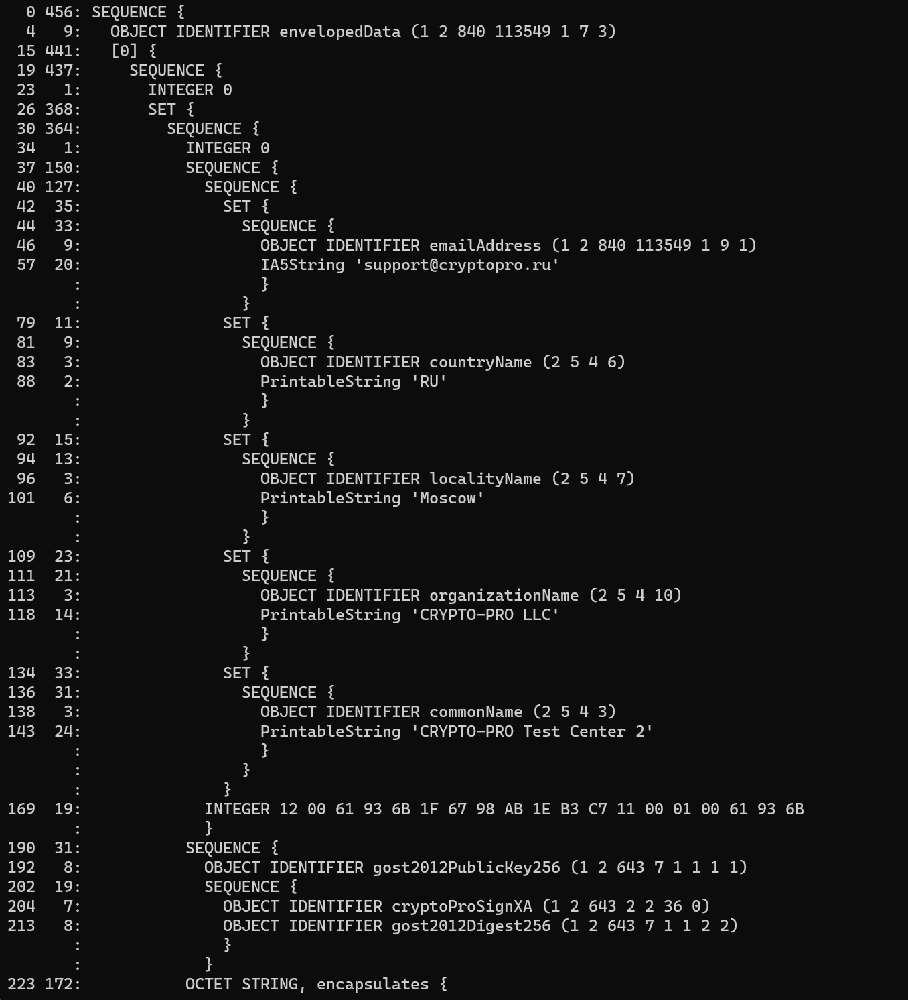 0 456: SEQUENCE {
  4   9:   OBJECT IDENTIFIER envelopedData (1 2 840 113549 1 7 3)
 15 441:   [0] {
 19 437:     SEQUENCE {
 23   1:       INTEGER 0
 26 368:       SET {
 30 364:         SEQUENCE {
 34   1:           INTEGER 0
 37 150:           SEQUENCE {
 40 127:             SEQUENCE {
 42  35:               SET {
 44  33:                 SEQUENCE {
 46   9:                   OBJECT IDENTIFIER emailAddress (1 2 840 113549 1 9 1)
 57  20:                   IA5String 'support@cryptopro.ru'
       :                   }
       :                 }
 79  11:               SET {
 81   9:                 SEQUENCE {
 83   3:                   OBJECT IDENTIFIER countryName (2 5 4 6)
 88   2:                   PrintableString 'RU'
       :                   }
       :                 }
 92  15:               SET {
 94  13:                 SEQUENCE {
 96   3:                   OBJECT IDENTIFIER localityName (2 5 4 7)
101   6:                   PrintableString 'Moscow'
       :                   }
       :                 }
109  23:               SET {
111  21:                 SEQUENCE {
113   3:                   OBJECT IDENTIFIER organizationName (2 5 4 10)
118  14:                   PrintableString 'CRYPTO-PRO LLC'
       :                   }
       :                 }
134  33:               SET {
136  31:                 SEQUENCE {
138   3:                   OBJECT IDENTIFIER commonName (2 5 4 3)
143  24:                   PrintableString 'CRYPTO-PRO Test Center 2'
       :                   }
       :                 }
       :               }
169  19:             INTEGER 12 00 61 93 6B 1F 67 98 AB 1E B3 C7 11 00 01 00 61 93 6B
       :             }
190  31:           SEQUENCE {
192   8:             OBJECT IDENTIFIER gost2012PublicKey256 (1 2 643 7 1 1 1 1)
202  19:             SEQUENCE {
204   7:               OBJECT IDENTIFIER cryptoProSignXA (1 2 643 2 2 36 0)
213   8:               OBJECT IDENTIFIER gost2012Digest256 (1 2 643 7 1 1 2 2)
       :               }
       :             }
223 172:           OCTET STRING, encapsulates {